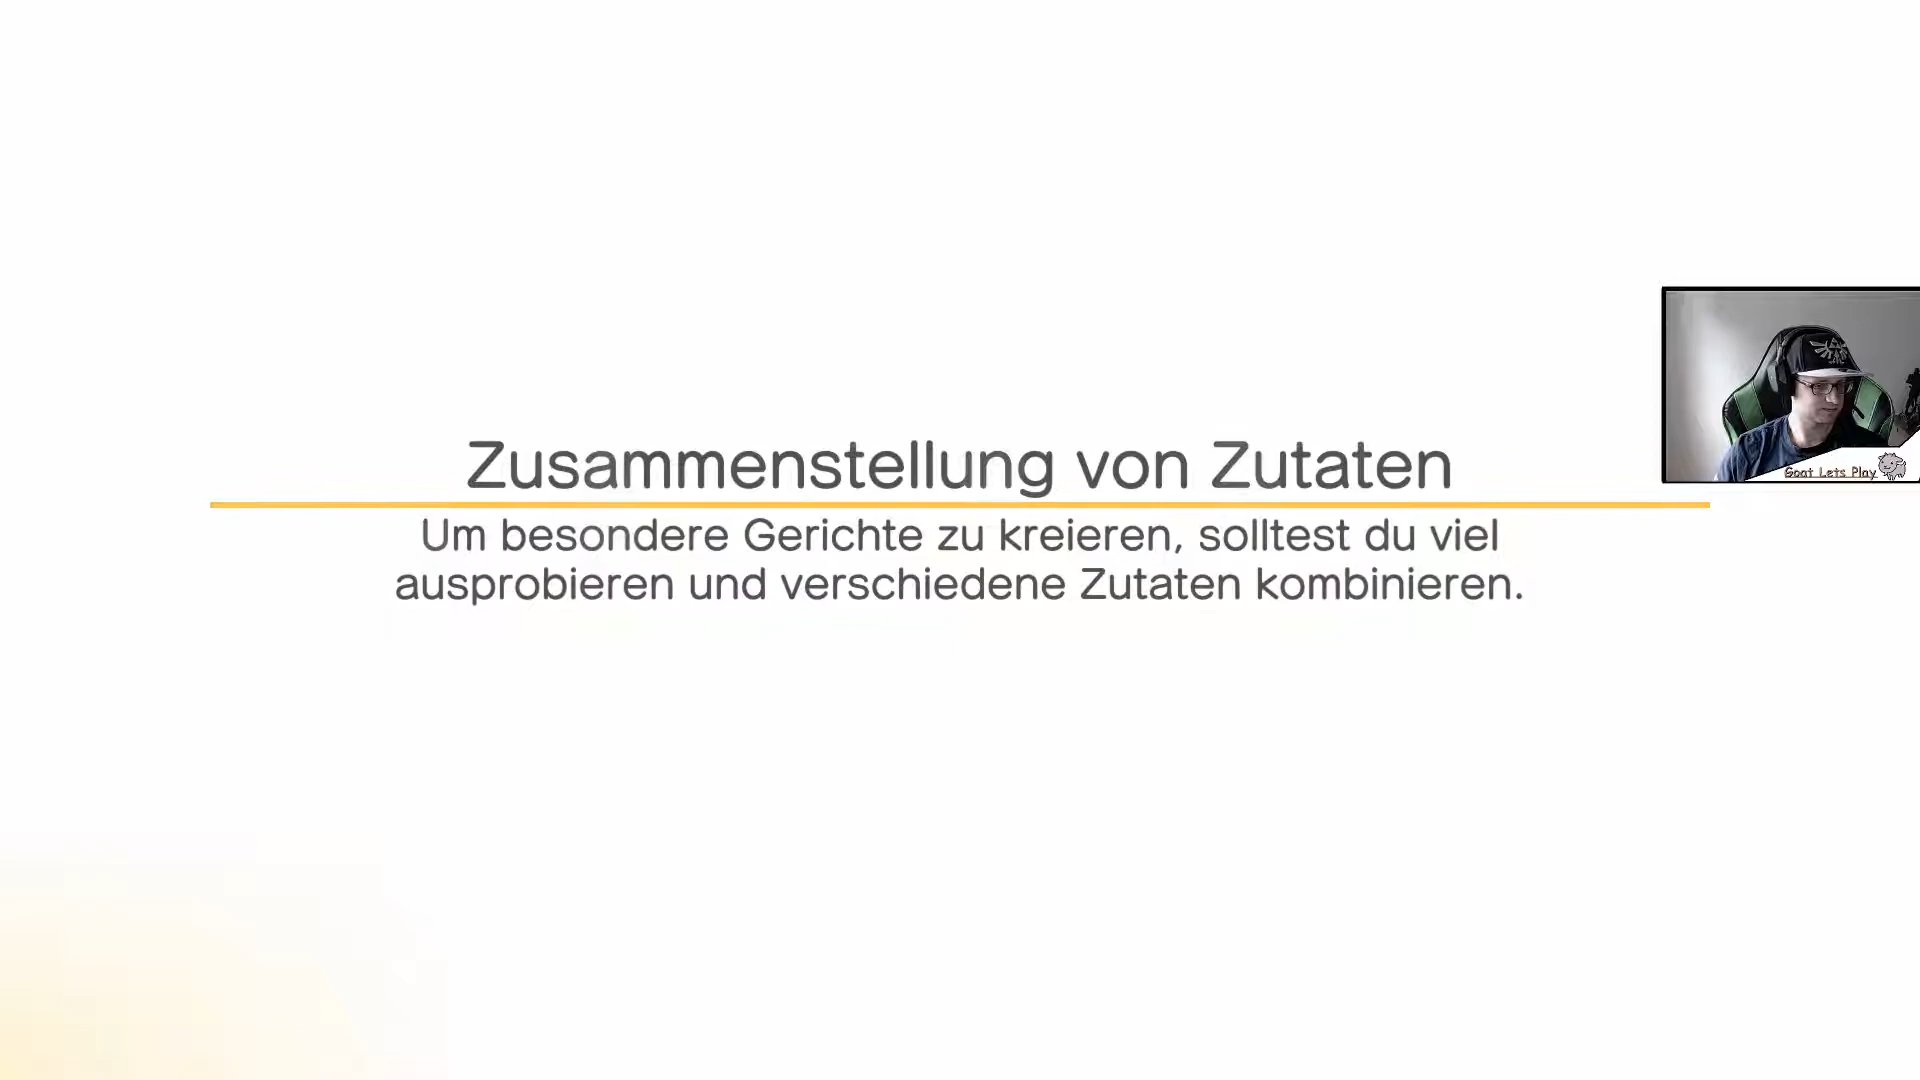 Zusammenstellung von Zutaten
Um besondere Gerichte zu kreieren, solltest du viel
ausprobieren und verschiedene Zutaten kombinieren.
Goat Lets Play